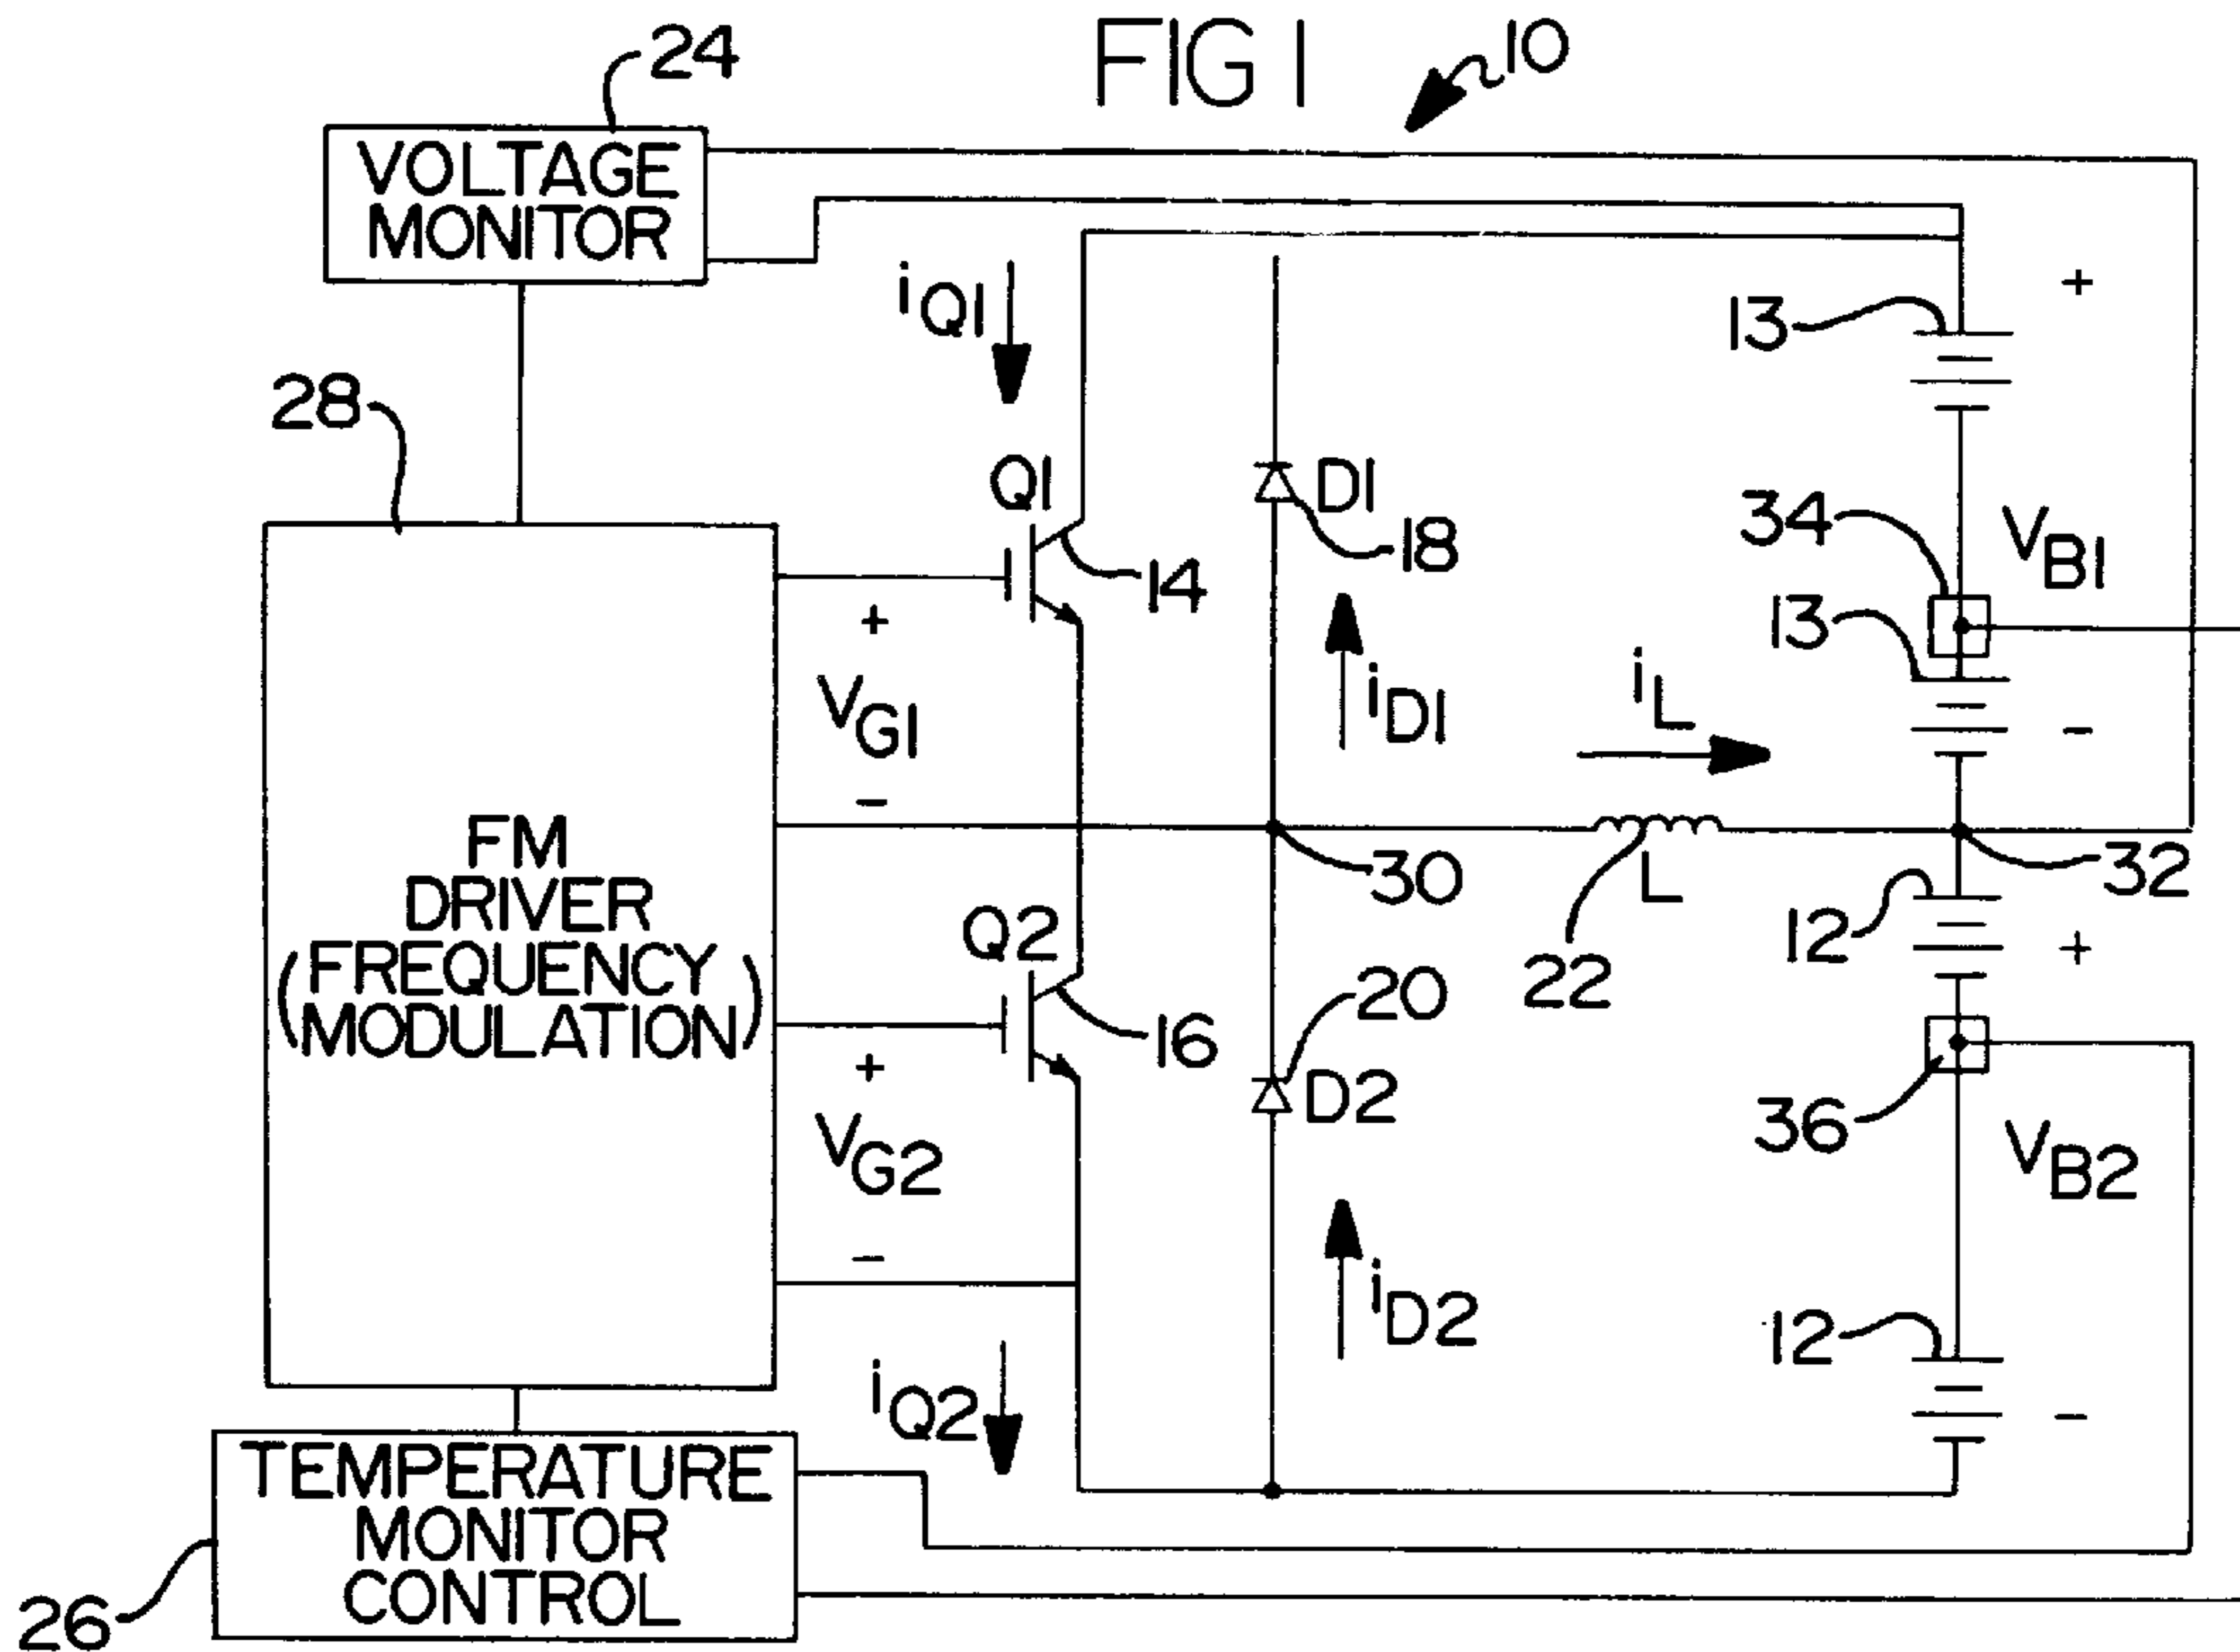 FIG 1
10
24
VOLTAGE
MONITOR
28
iQ1
+
13
Q1
D1
18
14
34
VB1
13
+
VG1
-
iD1
iL
-
FM
DRIVER
(FREQUENCY
MODULATION)
30
L
22
32
12
+
Q2
20
16
D2
36
VB2
+
VG2
-
iD2
12
-
iQ2
TEMPERATURE
MONITOR
CONTROL
26